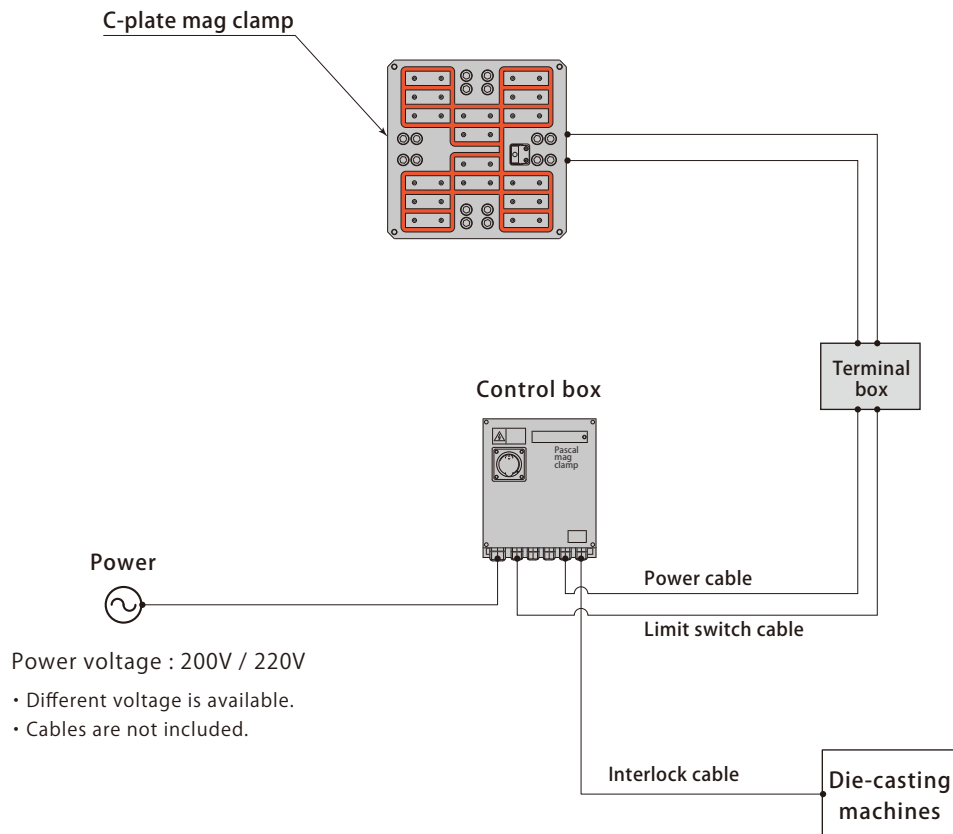 C-plate mag clamp
Terminal
box
Control box
Pascal
mag
clamp
Power
Power cable
Limit switch cable
Power voltage : 200V / 220V
・Different voltage is available.
・Cables are not included.
Interlock cable
Die-casting
machines